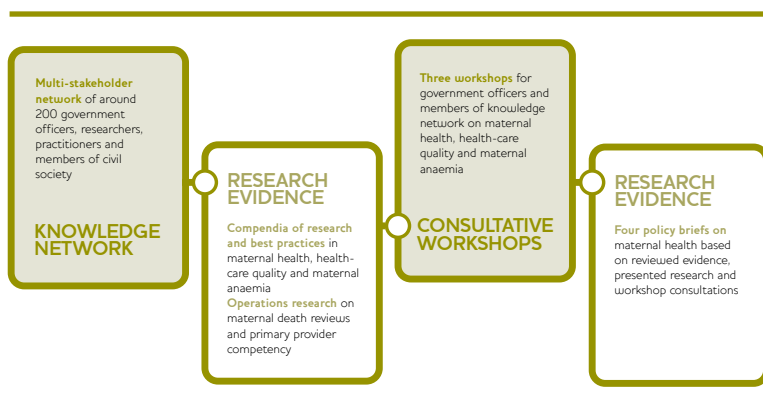 Multi-stakeholder
network of around
200 government
officers, researchers,
practitioners and
members of civil
society
KNOWLEDGE
NETWORK
RESEARCH
EVIDENCE
Compendia of research
and best practices in
maternal health, health-
care quality and maternal
anaemia
Operations research on
maternal death reviews
and primary provider
competency
Three workshops for
government officers and
members of knowledge
network on maternal
health, health-care
quality and maternal
anaemia
CONSULTATIVE
WORKSHOPS
RESEARCH
EVIDENCE
Four policy briefs on
maternal health based
on reviewed evidence,
presented research and
workshop consultations